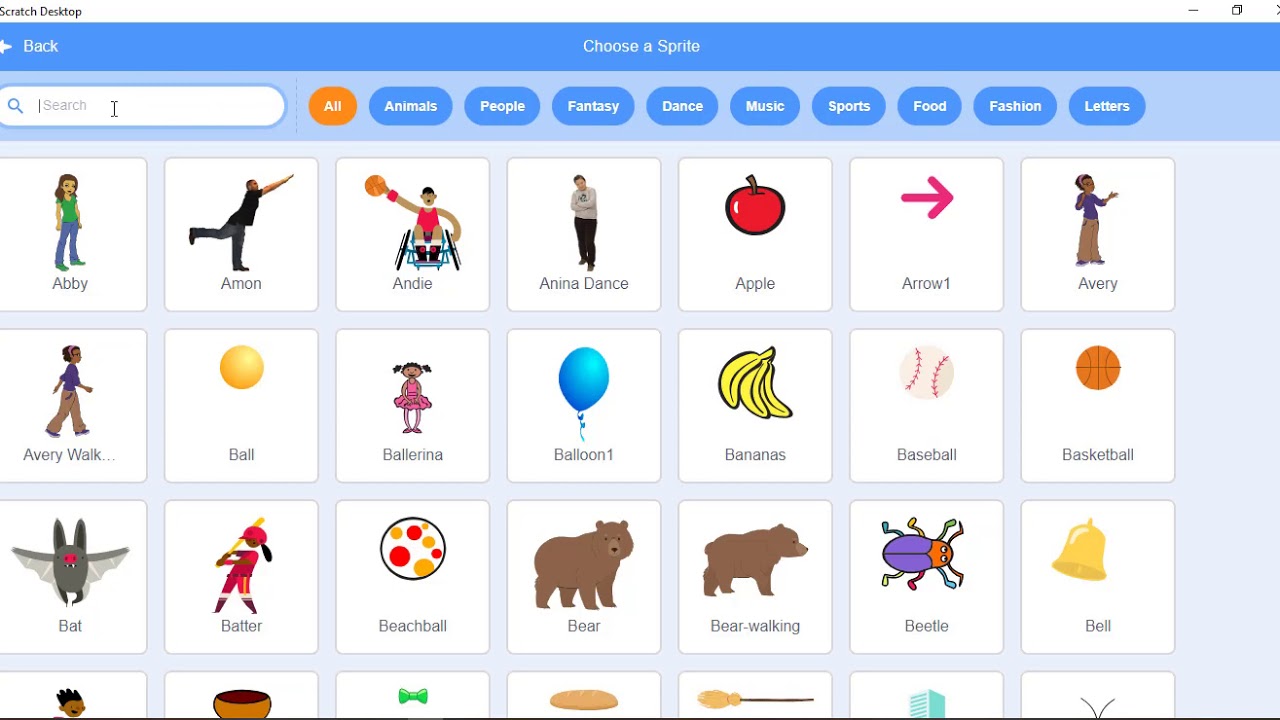 Scratch Desktop
Back
Choose a Sprite
Search
All
Animals
People
Fantasy
Dance
Music
Sports
Food
Fashion
Letters
Abby
Amon
Andie
Anina Dance
Apple
Arrow1
Avery
Avery Walk...
Ball
Ballerina
Balloon1
Bananas
Baseball
Basketball
Bat
Batter
Beachball
Bear
Bear-walking
Beetle
Bell